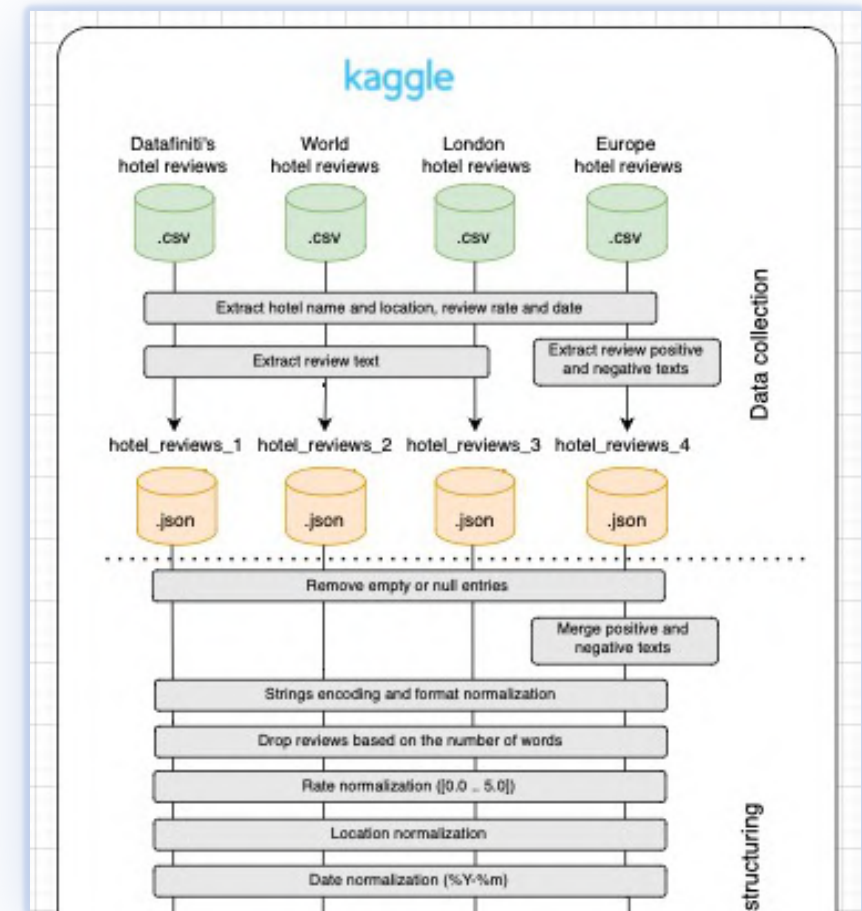 kaggle
Datafiniti's
hotel reviews
World
hotel reviews
London
hotel reviews
Europe
hotel reviews
.csv
.csv
.csv
.csv
Extract hotel name and location, review rate and date
Extract review text
Extract review positive
and negative texts
Data collection
hotel_reviews_1
hotel_reviews_2
hotel_reviews_3
hotel_reviews_4
.json
.json
.json
.json
Remove empty or null entries
Merge positive and
negative texts
Strings encoding and format normalization
Drop reviews based on the number of words
Rate normalization ([0.0 .. 5.0])
Location normalization
Date normalization (%Y-%m)
structuring